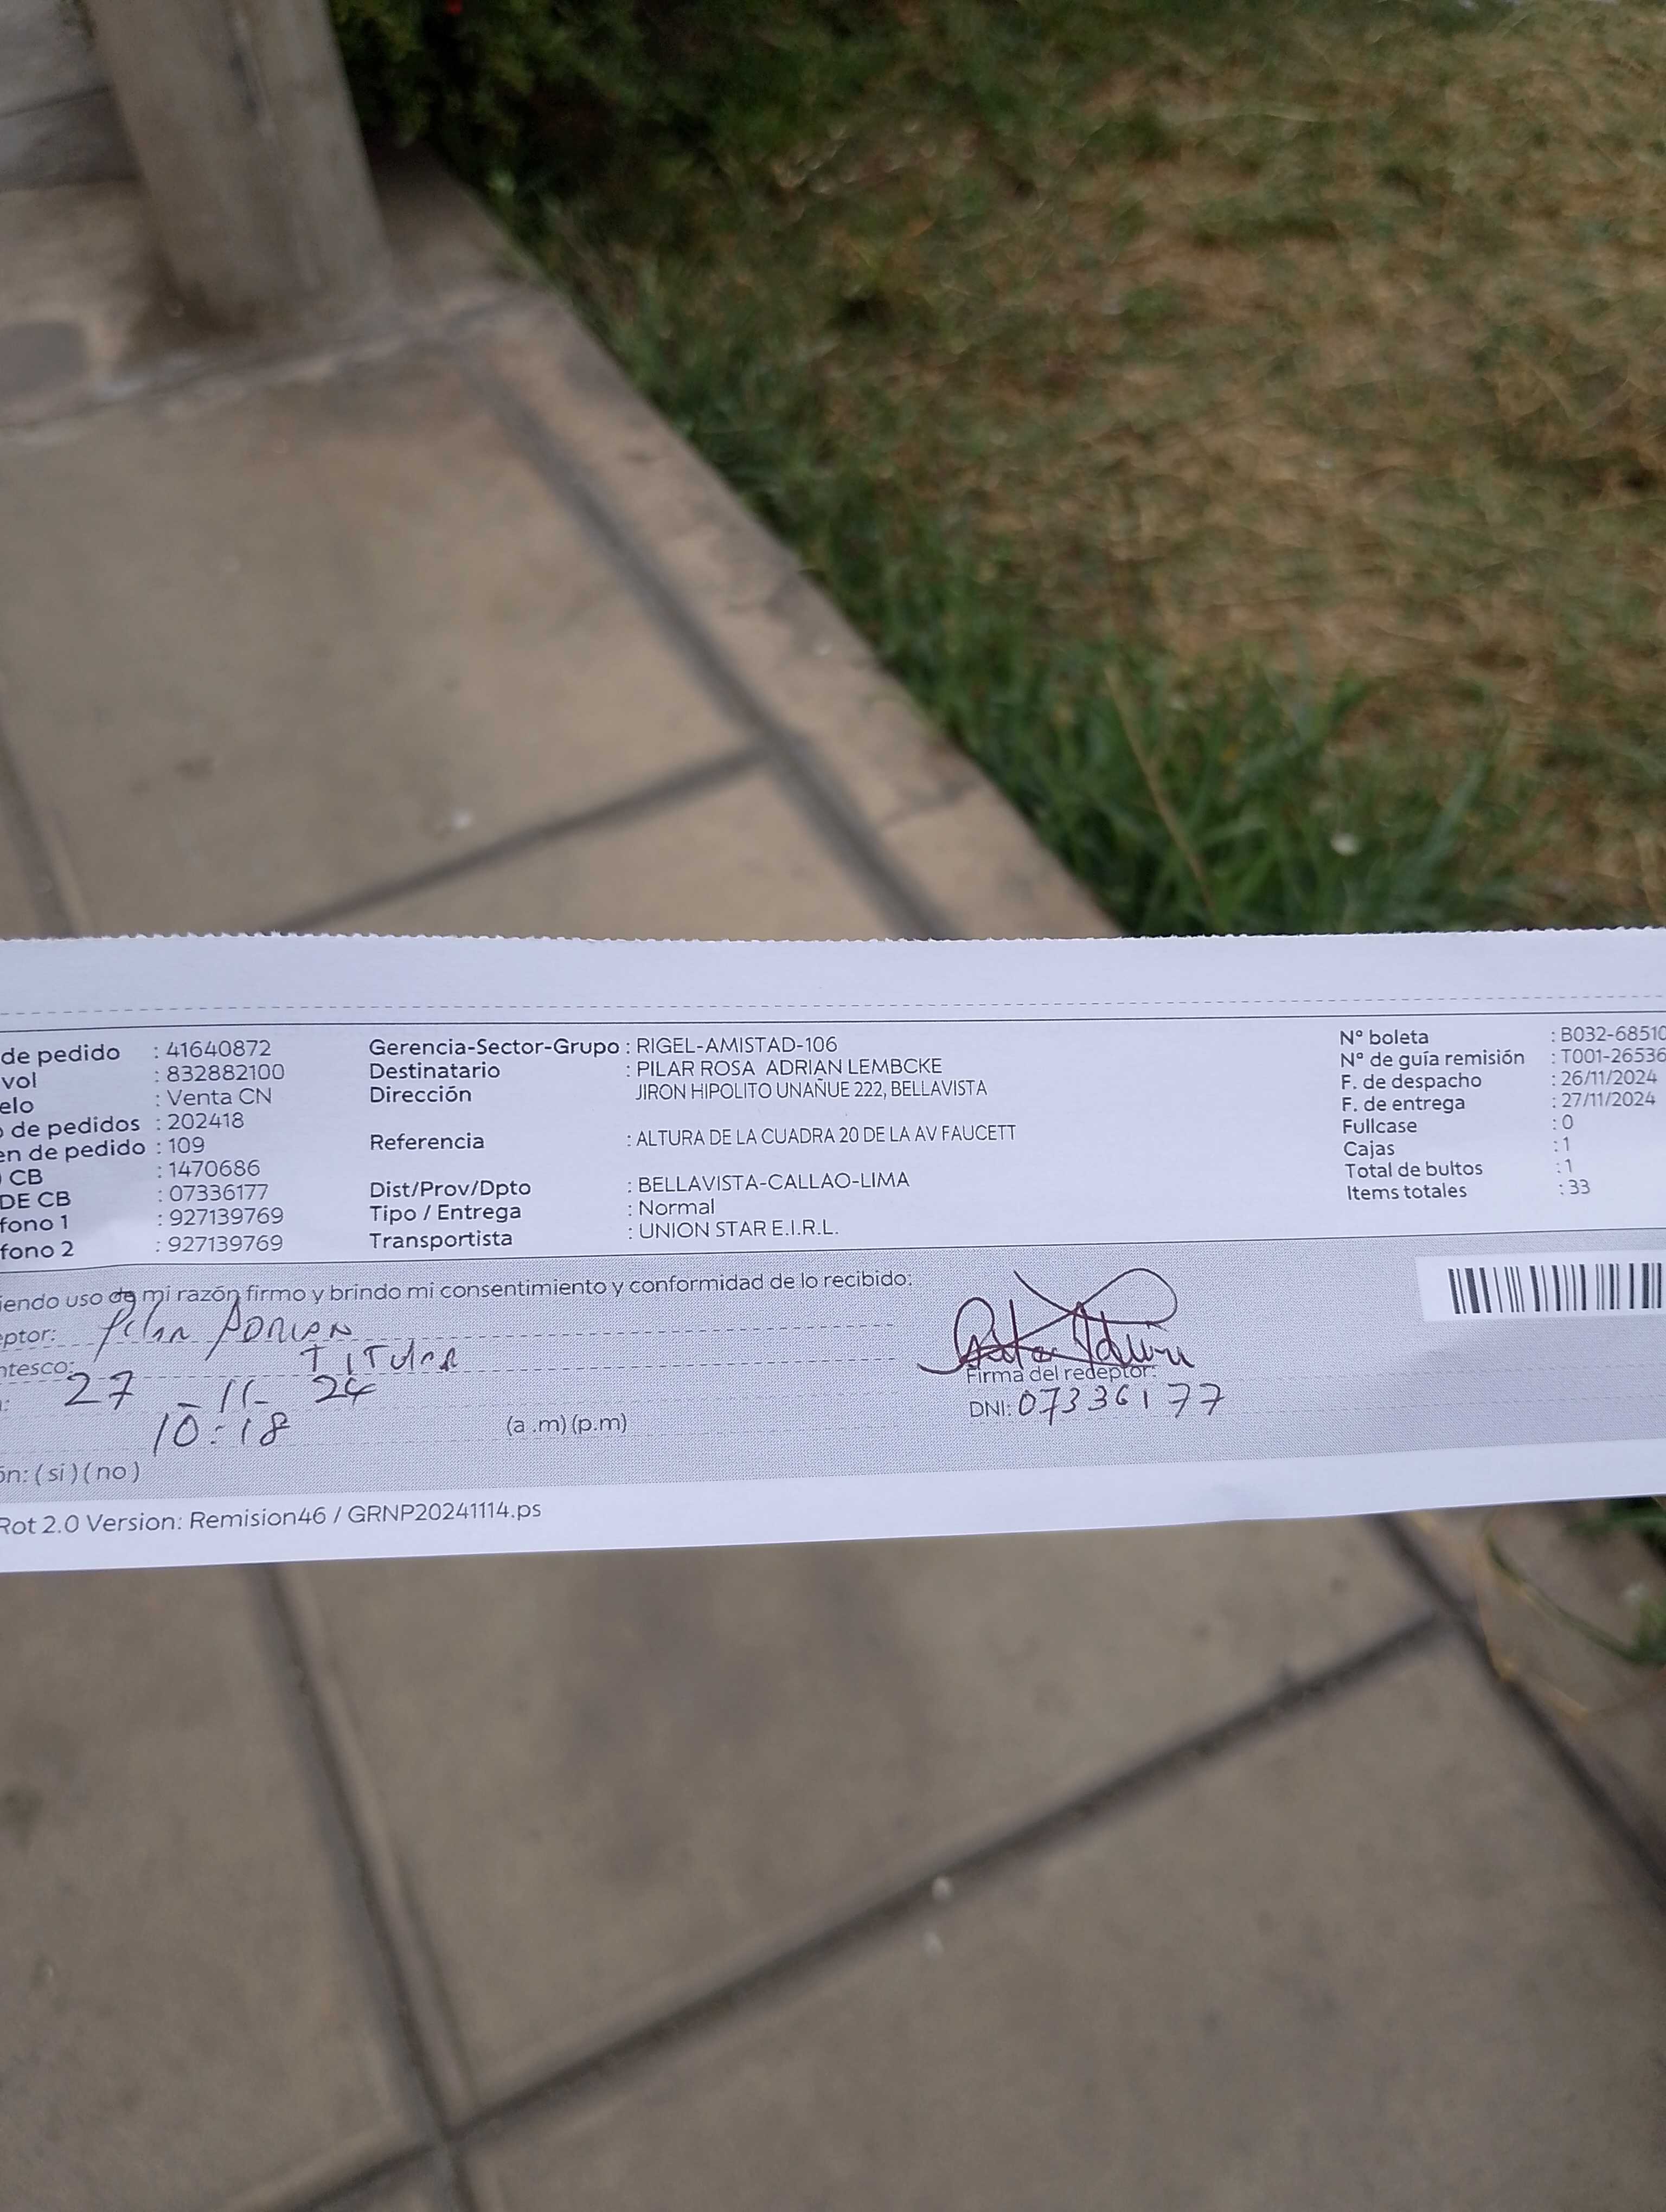 de pedido : 41640872
vol : 832882100
elo : Venta CN
de pedidos : 202418
en de pedido : 109
CB : 1470686
DE CB : 07336177
fono 1 : 927139769
fono 2 : 927139769
Gerencia-Sector-Grupo : RIGEL-AMISTAD-106
Destinatario : PILAR ROSA ADRIAN LEMBCKE
Dirección JIRON HIPOLITO UNAÑUE 222, BELLAVISTA
Referencia : ALTURA DE LA CUADRA 20 DE LA AV FAUCETT
Dist/Prov/Dpto : BELLAVISTA-CALLAO-LIMA
Tipo / Entrega : Normal
Transportista : UNION STAR E.I.R.L.
Nº boleta : B032-68510
Nº de guía remisión : T001-26536
F. de despacho : 26/11/2024
F. de entrega : 27/11/2024
Fullcase : 0
Cajas : 1
Total de bultos : 1
Items totales : 33
iendo uso de mi razón firmo y brindo mi consentimiento y conformidad de lo recibido:
eptor: Pilar ADRIAN
ntesco: TITULAR
: 27 - 11 - 24
10:18 (a .m) (p.m)
ón: ( si ) ( no )
Firma del redeptor:
DNI: 07336177
Rot 2.0 Version: Remision46 / GRNP20241114.ps